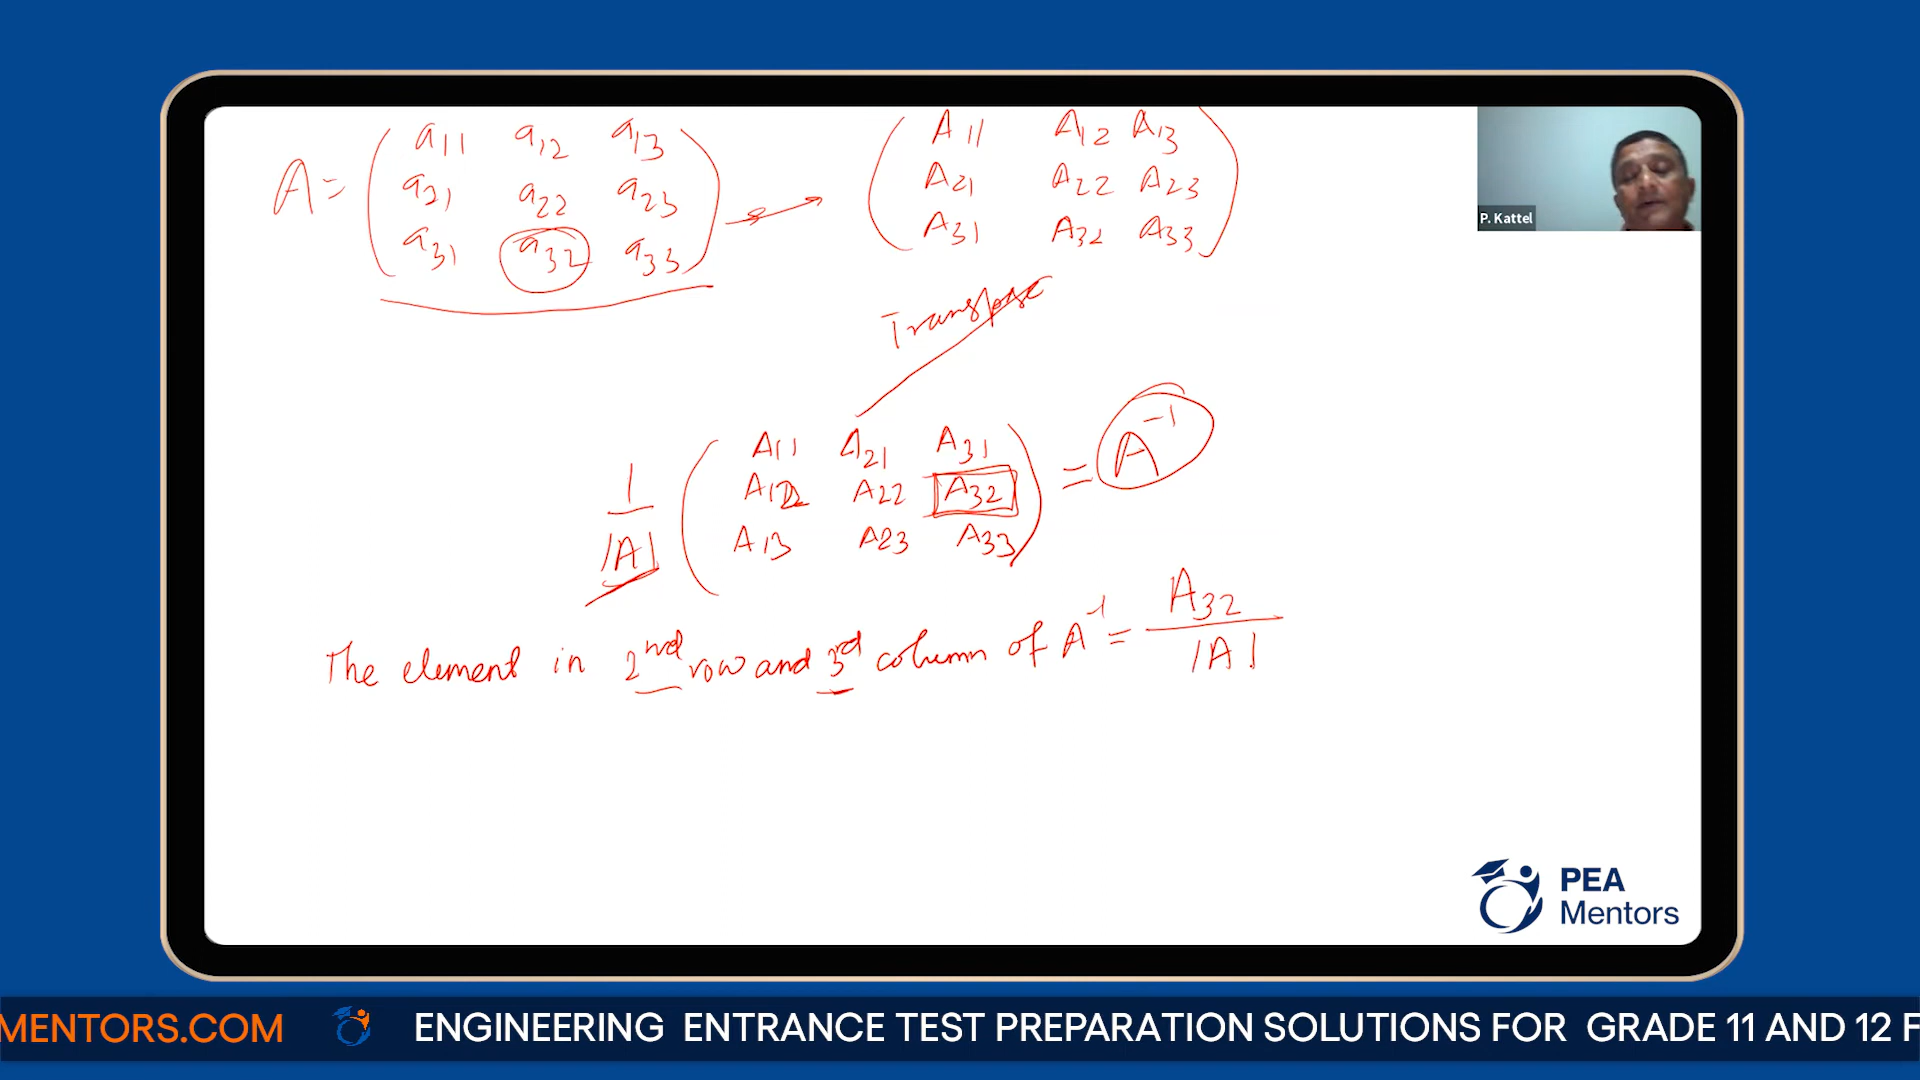 A = ( a11 a12 a13
a21 a22 a23
a31 a32 a33 )
( A11 A12 A13
A21 A22 A23
A31 A32 A33 )
P. Kattel
Transpose
1/|A| ( A11 A21 A31
A12 A22 A32
A13 A23 A33 ) = A^-1
The element in 2nd row and 3rd column of A^-1 = A32/|A|
PEA
Mentors
MENTORS.COM ENGINEERING ENTRANCE TEST PREPARATION SOLUTIONS FOR GRADE 11 AND 12 F